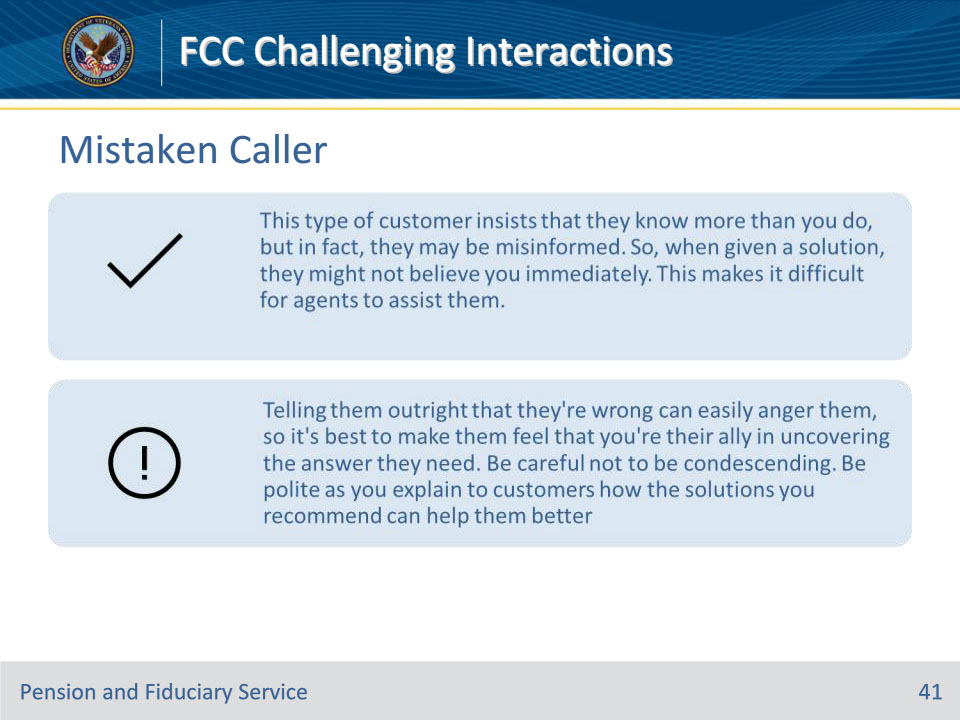 FCC Challenging Interactions
Mistaken Caller
This type of customer insists that they know more than you do,
but in fact, they may be misinformed. So, when given a solution,
they might not believe you immediately. This makes it difficult
for agents to assist them.
Telling them outright that they're wrong can easily anger them,
so it's best to make them feel that you're their ally in uncovering
the answer they need. Be careful not to be condescending. Be
polite as you explain to customers how the solutions you
recommend can help them better
Pension and Fiduciary Service
41